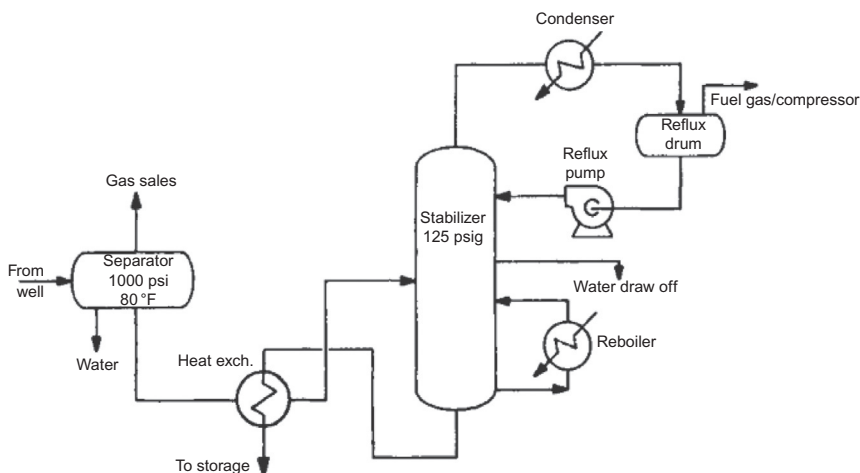 Condenser
Fuel gas/compressor
Reflux
drum
Reflux
pump
Gas sales
Stabilizer
125 psig
From
well
Separator
1000 psi
80 °F
Water draw off
Water
Heat exch.
Reboiler
To storage